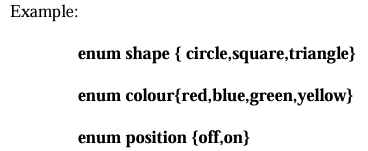 Example:
enum shape { circle,square,triangle}
enum colour{red,blue,green,yellow}
enum position {off,on}